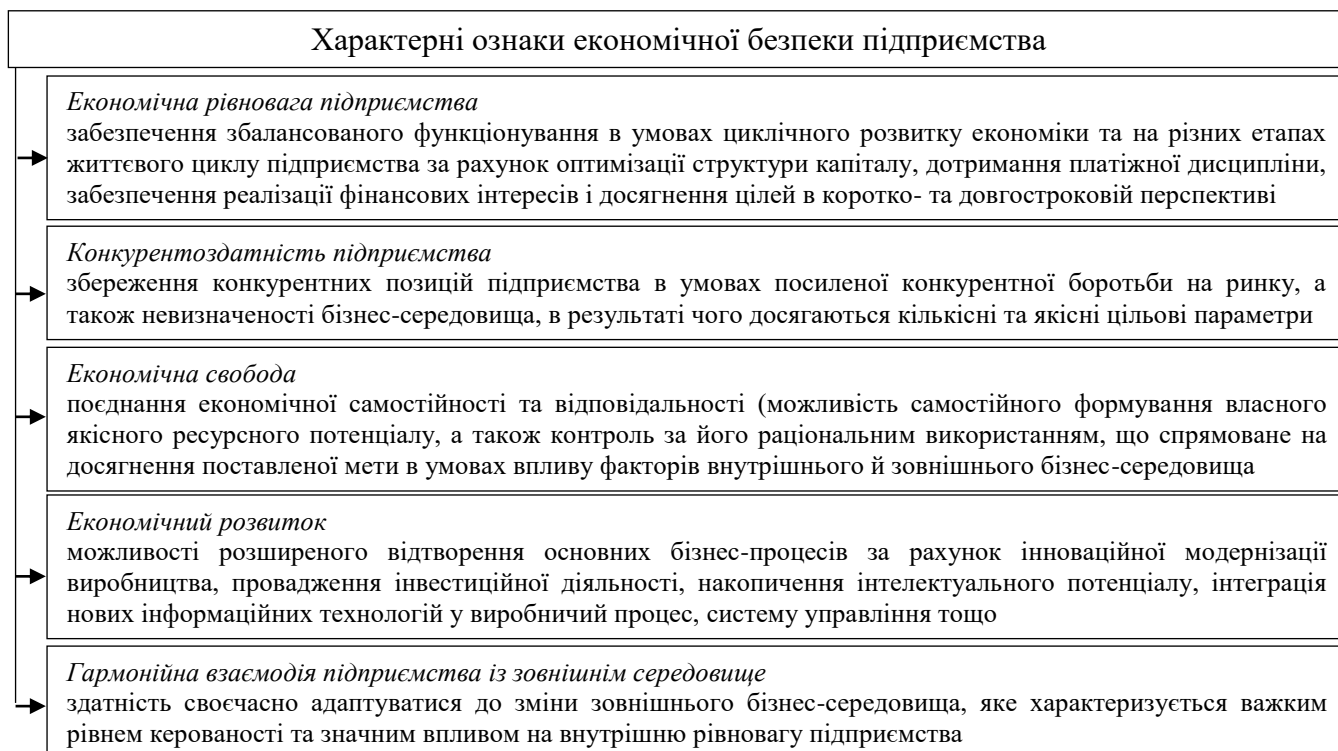 Характерні ознаки економічної безпеки підприємства
Економічна рівновага підприємства
забезпечення збалансованого функціонування в умовах циклічного розвитку економіки та на різних етапах
життєвого циклу підприємства за рахунок оптимізації структури капіталу, дотримання платіжної дисципліни,
забезпечення реалізації фінансових інтересів і досягнення цілей в коротко- та довгостроковій перспективі
Конкурентоздатність підприємства
збереження конкурентних позицій підприємства в умовах посиленої конкурентної боротьби на ринку, а
також невизначеності бізнес-середовища, в результаті чого досягаються кількісні та якісні цільові параметри
Економічна свобода
поєднання економічної самостійності та відповідальності (можливість самостійного формування власного
якісного ресурсного потенціалу, а також контроль за його раціональним використанням, що спрямоване на
досягнення поставленої мети в умовах впливу факторів внутрішнього й зовнішнього бізнес-середовища
Економічний розвиток
можливості розширеного відтворення основних бізнес-процесів за рахунок інноваційної модернізації
виробництва, провадження інвестиційної діяльності, накопичення інтелектуального потенціалу, інтеграція
нових інформаційних технологій у виробничий процес, систему управління тощо
Гармонійна взаємодія підприємства із зовнішнім середовище
здатність своєчасно адаптуватися до зміни зовнішнього бізнес-середовища, яке характеризується важким
рівнем керованості та значним впливом на внутрішню рівновагу підприємства